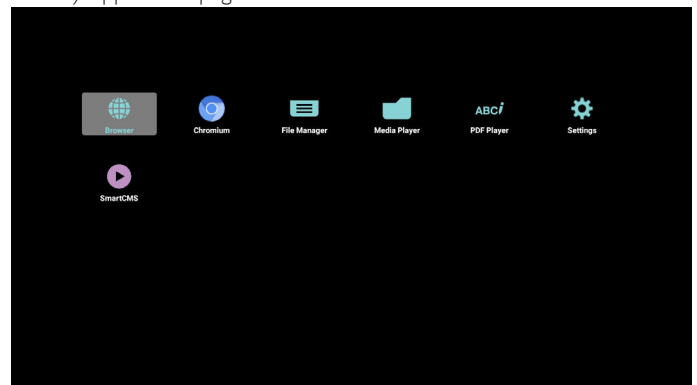 Browser
Chromium
File Manager
Media Player
ABCi
PDF Player
Settings
SmartCMS